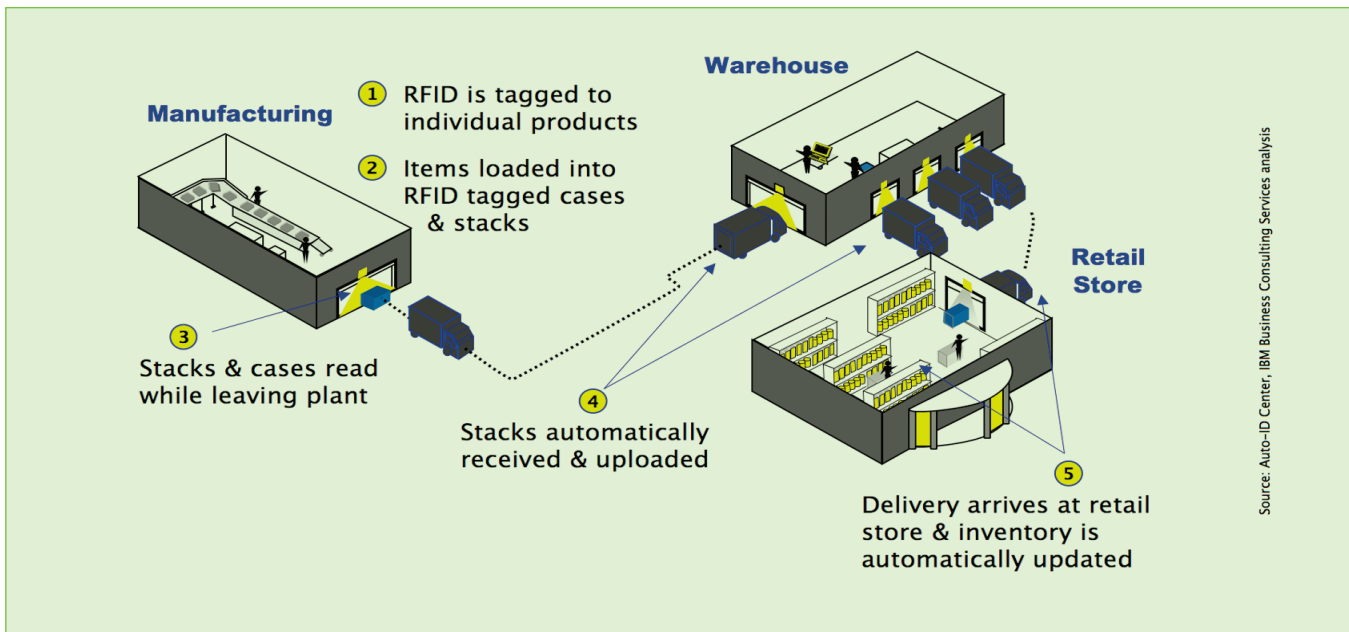 Manufacturing
1 RFID is tagged to
individual products
2 Items loaded into
RFID tagged cases
& stacks
3
Stacks & cases read
while leaving plant
Warehouse
4
Stacks automatically
received & uploaded
Retail
Store
5
Delivery arrives at retail
store & inventory is
automatically updated
Source: Auto-ID Center, IBM Business Consulting Services analysis